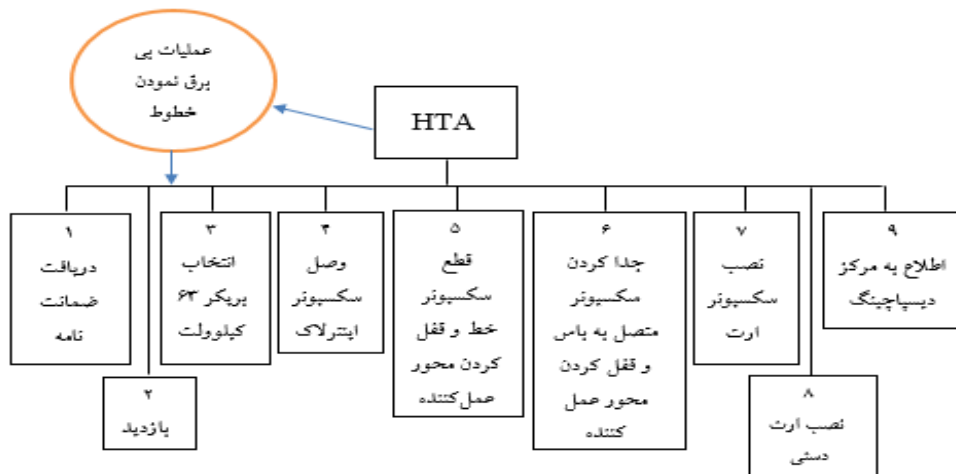 عملیات بی
برق نمودن
خطوط
HTA
۱
دریافت
ضمانت
نامه
۲
بازدید
۳
انتخاب
بریکر ۶۳
کیلوولت
۴
وصل
سکسیونر
اینترلاک
۵
قطع
سکسیونر
خط و قفل
کردن محور
عمل‌کننده
۶
جدا کردن
سکسیونر
متصل به باس
و قفل کردن
محور عمل
کننده
۷
نصب
سکسیونر
ارت
۸
نصب ارت
دستی
۹
اطلاع به مرکز
دیسپاچینگ